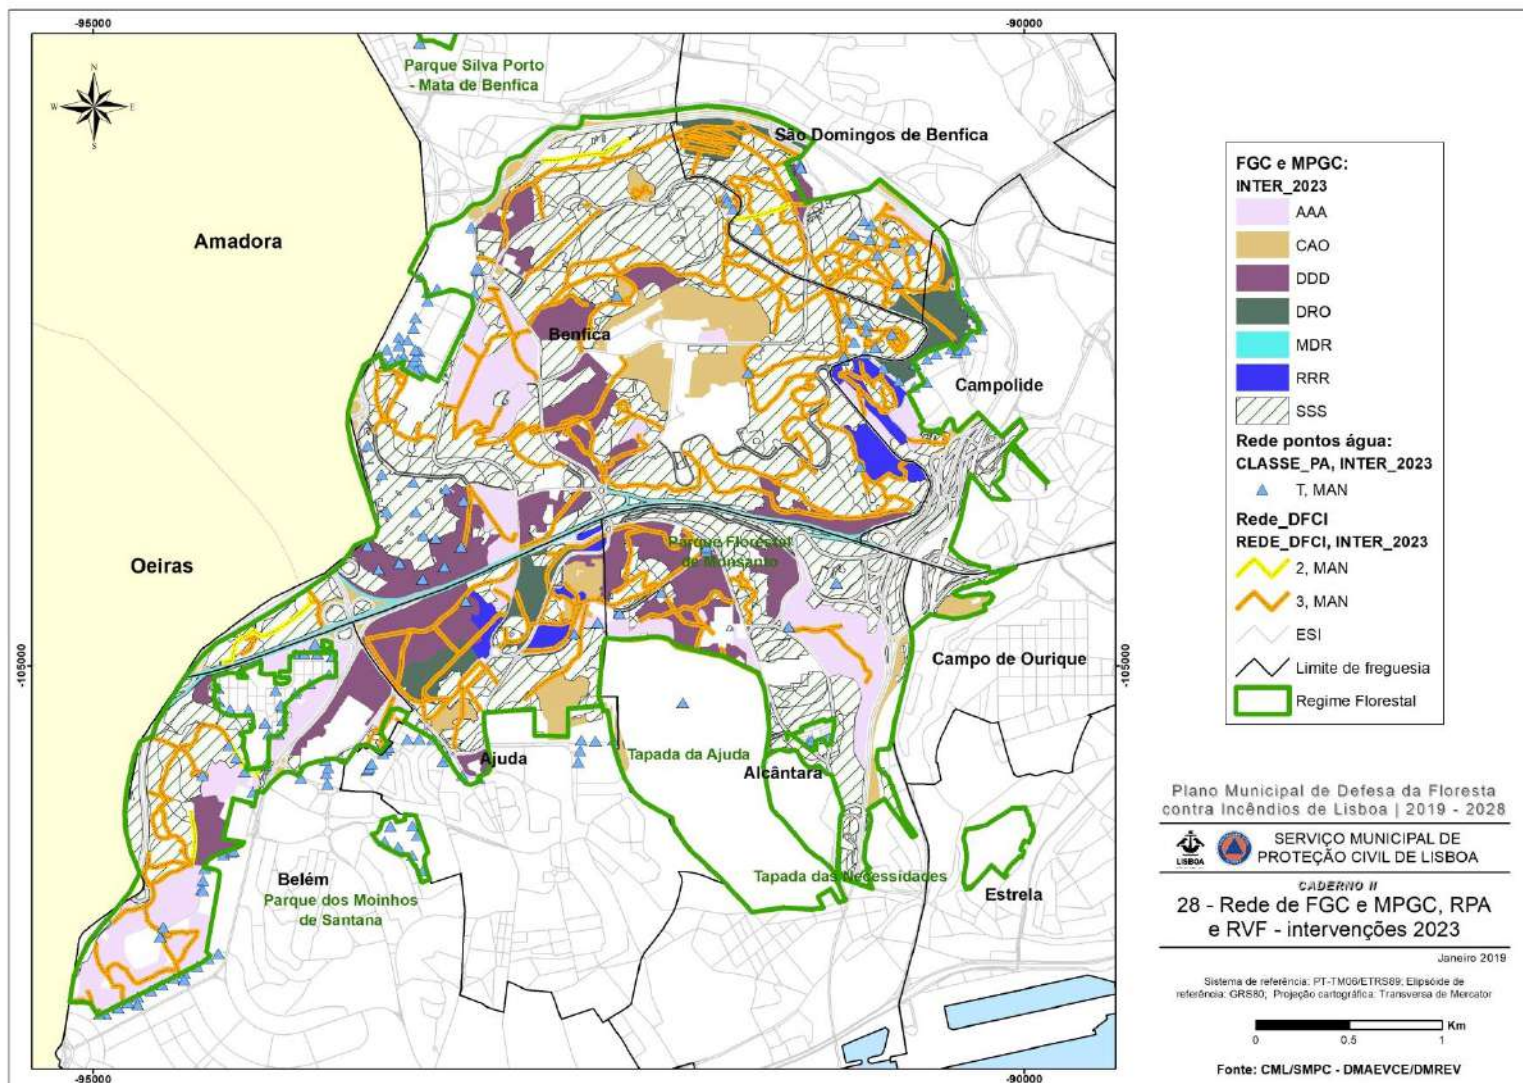 -95000
-90000
N
W
E
S
Parque Silva Porto
- Mata de Benfica
São Domingos de Benfica
Amadora
Benfica
Campolide
Oeiras
Parque Florestal
de Monsanto
-105000
-105000
Campo de Ourique
Ajuda
Tapada da Ajuda
Alcântara
Belém
Parque dos Moinhos
de Santana
Tapada das Necessidades
Estrela
-95000
-90000
FGC e MPGC:
INTER_2023
AAA
CAO
DDD
DRO
MDR
RRR
SSS
Rede pontos água:
CLASSE_PA, INTER_2023
T, MAN
Rede_DFCI
REDE_DFCI, INTER_2023
2, MAN
3, MAN
ESI
Limite de freguesia
Regime Florestal
Plano Municipal de Defesa da Floresta
contra Incêndios de Lisboa | 2019 - 2028
LISBOA
SERVIÇO MUNICIPAL DE
PROTEÇÃO CIVIL DE LISBOA
CADERNO II
28 - Rede de FGC e MPGC, RPA
e RVF - intervenções 2023
Janeiro 2019
Sistema de referência: PT-TM06/ETRS89; Elipsóide de
referência: GRS80; Projeção cartográfica: Transversa de Mercator
Km
0 0.5 1
Fonte: CML/SMPC - DMAEVCE/DMREV